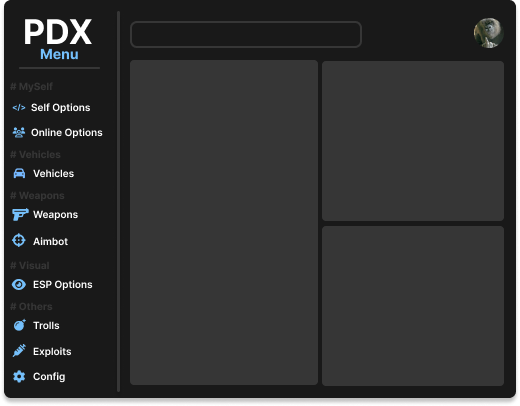 PDX
Menu
# MySelf
</> Self Options
Online Options
# Vehicles
Vehicles
# Weapons
Weapons
Aimbot
# Visual
ESP Options
# Others
Trolls
Exploits
Config